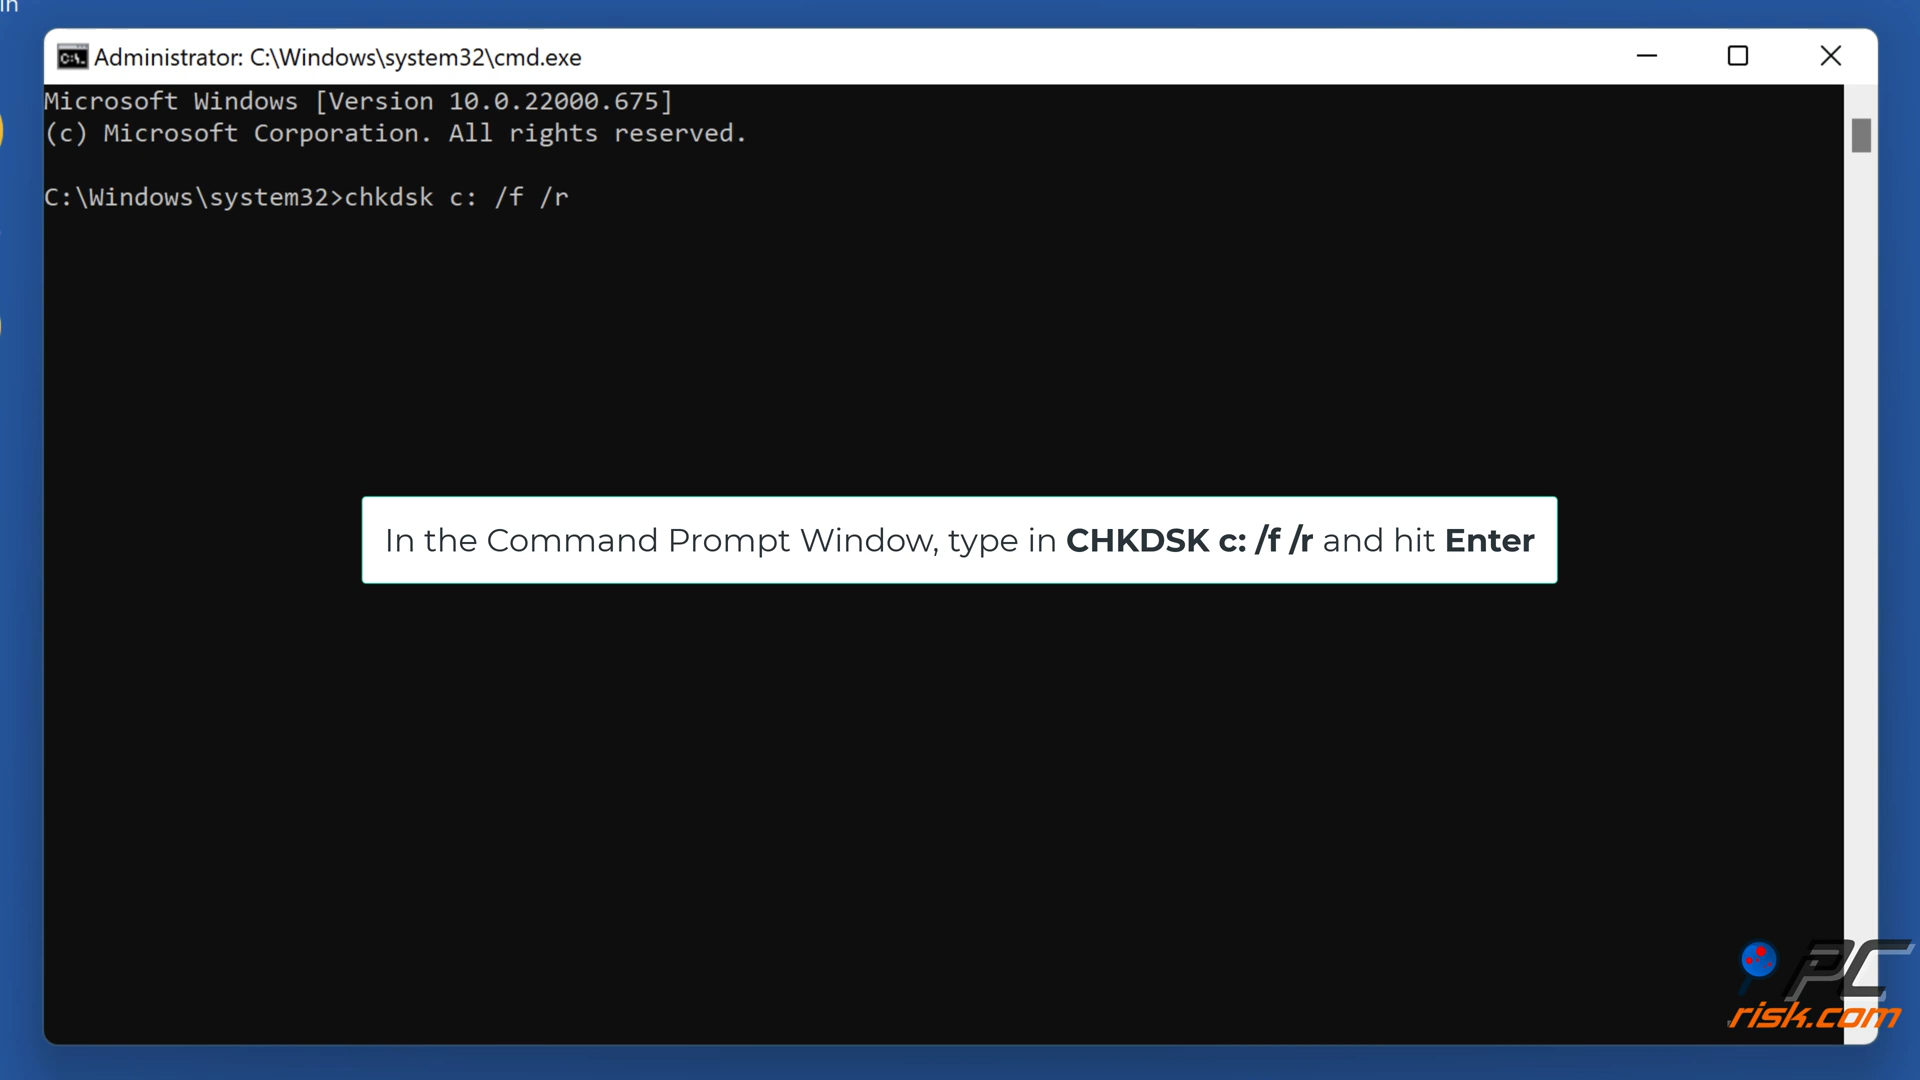 in
Administrator: C:\Windows\system32\cmd.exe
Microsoft Windows [Version 10.0.22000.675]
(c) Microsoft Corporation. All rights reserved.
C:\Windows\system32>chkdsk c: /f /r
In the Command Prompt Window, type in CHKDSK c: /f /r and hit Enter
PC
risk.com